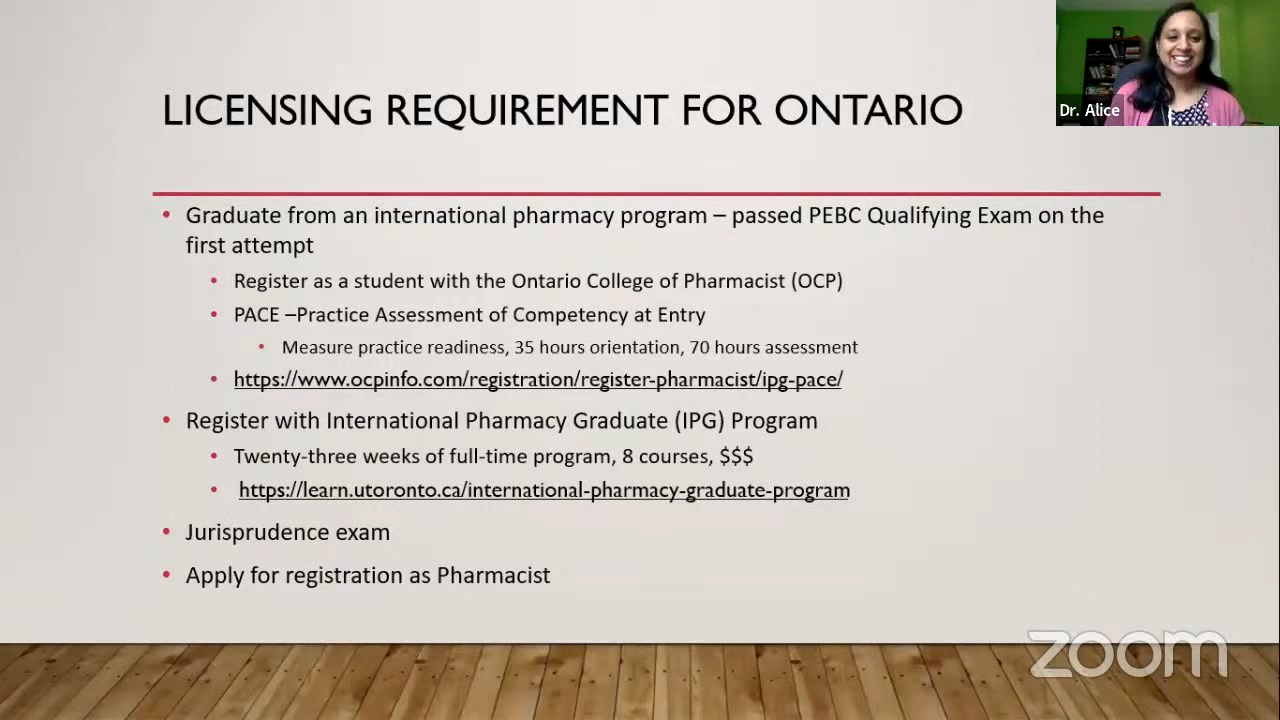 Dr. Alice
LICENSING REQUIREMENT FOR ONTARIO
• Graduate from an international pharmacy program – passed PEBC Qualifying Exam on the
first attempt
• Register as a student with the Ontario College of Pharmacist (OCP)
• PACE –Practice Assessment of Competency at Entry
• Measure practice readiness, 35 hours orientation, 70 hours assessment
• https://www.ocpinfo.com/registration/register-pharmacist/ipg-pace/
• Register with International Pharmacy Graduate (IPG) Program
• Twenty-three weeks of full-time program, 8 courses, $$$
• https://learn.utoronto.ca/international-pharmacy-graduate-program
• Jurisprudence exam
• Apply for registration as Pharmacist
zoom